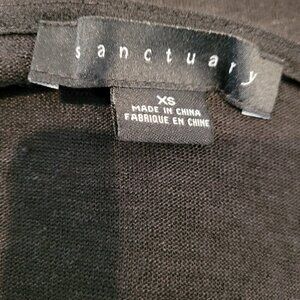 sanctuary
XS
MADE IN CHINA
FABRIQUE EN CHINE